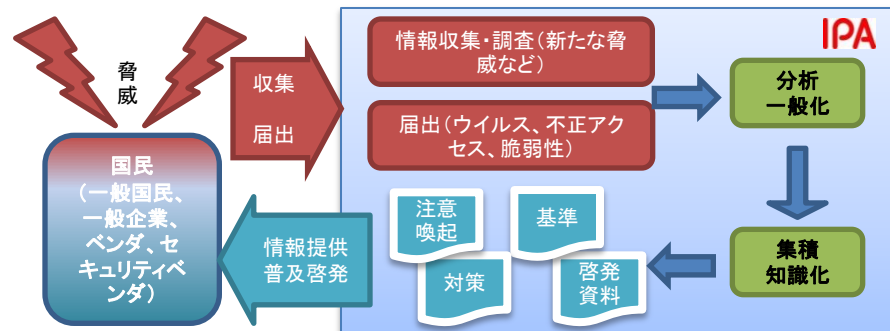 脅
威
収集
届出
国民
(一般国民、
一般企業、
ベンダ、セ
キュリティベ
ンダ)
情報提供
普及啓発
IPA
情報収集・調査(新たな脅
威など)
届出(ウイルス、不正アク
セス、脆弱性)
分析
一般化
集積
知識化
注意
喚起
基準
対策
啓発
資料